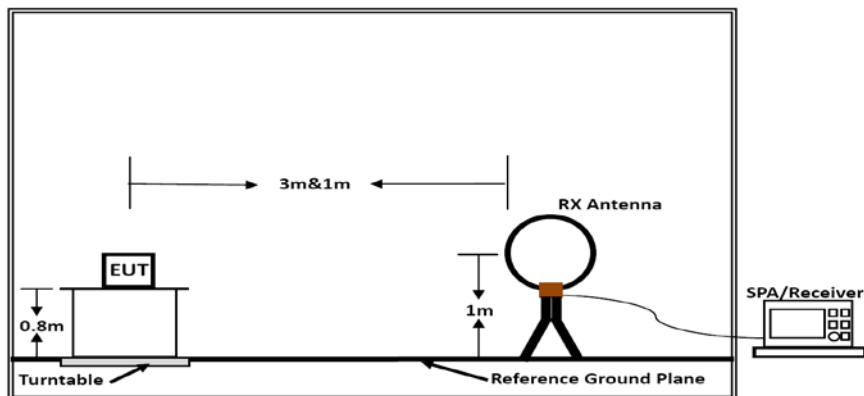 3m&1m
RX Antenna
EUT
SPA/Receiver
0.8m
1m
Turntable
Reference Ground Plane